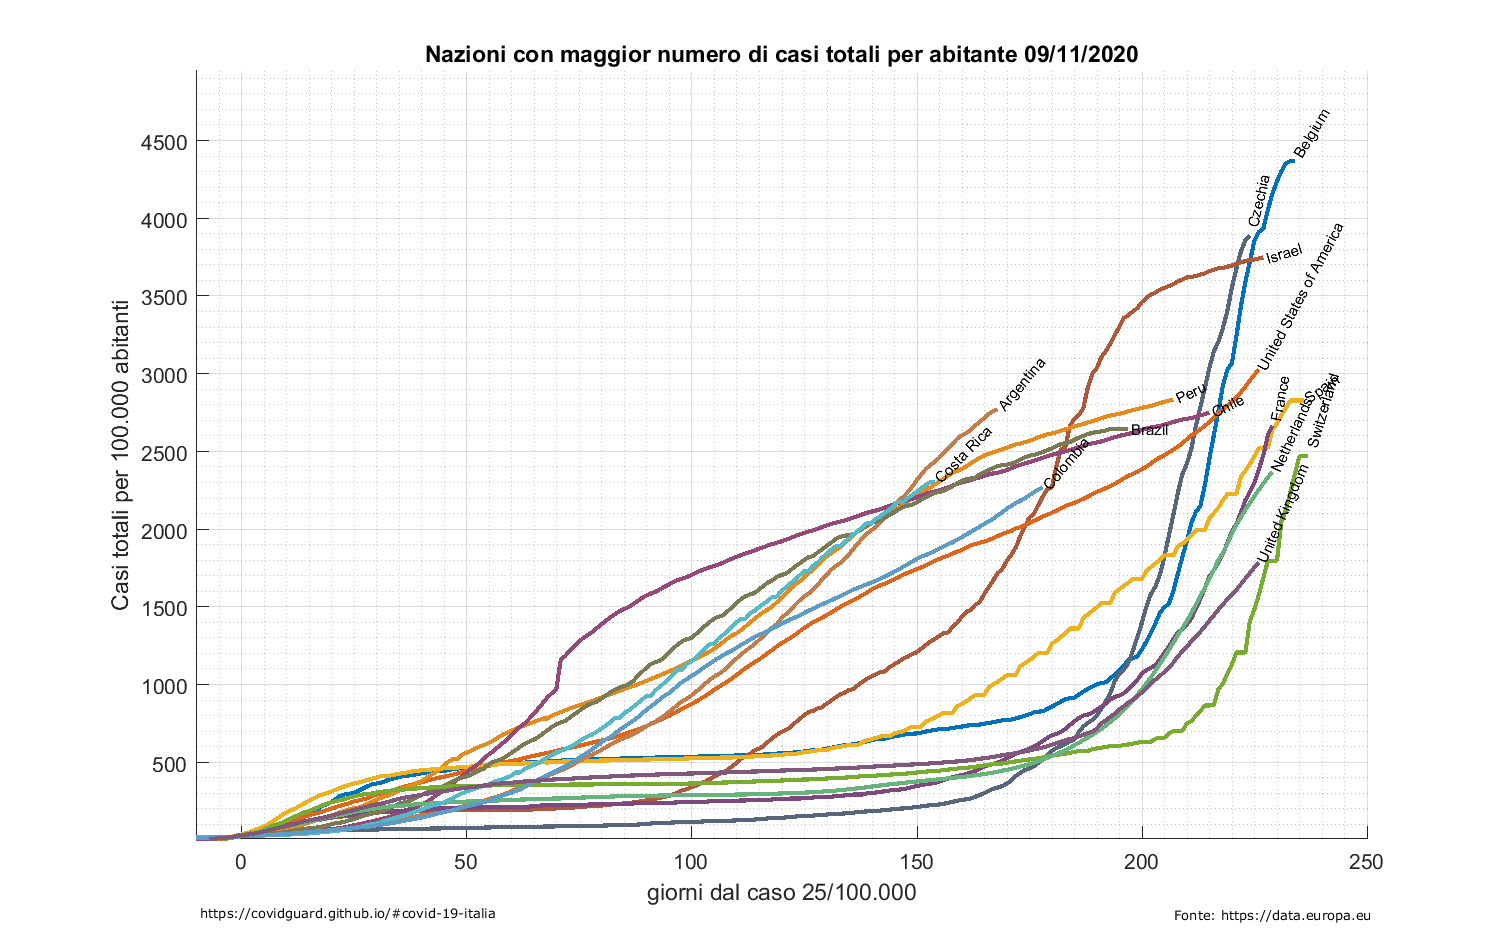 Nazioni con maggior numero di casi totali per abitante 09/11/2020
Casi totali per 100.000 abitanti
4500
4000
3500
3000
2500
2000
1500
1000
500
Belgium
Czechia
Israel
United States of America
Argentina
Peru
Chile
France
Spain
Switzerland
Brazil
Costa Rica
Colombia
Netherlands
United Kingdom
0
50
100
150
200
250
giorni dal caso 25/100.000
https://covidguard.github.io/#covid-19-italia
Fonte: https://data.europa.eu